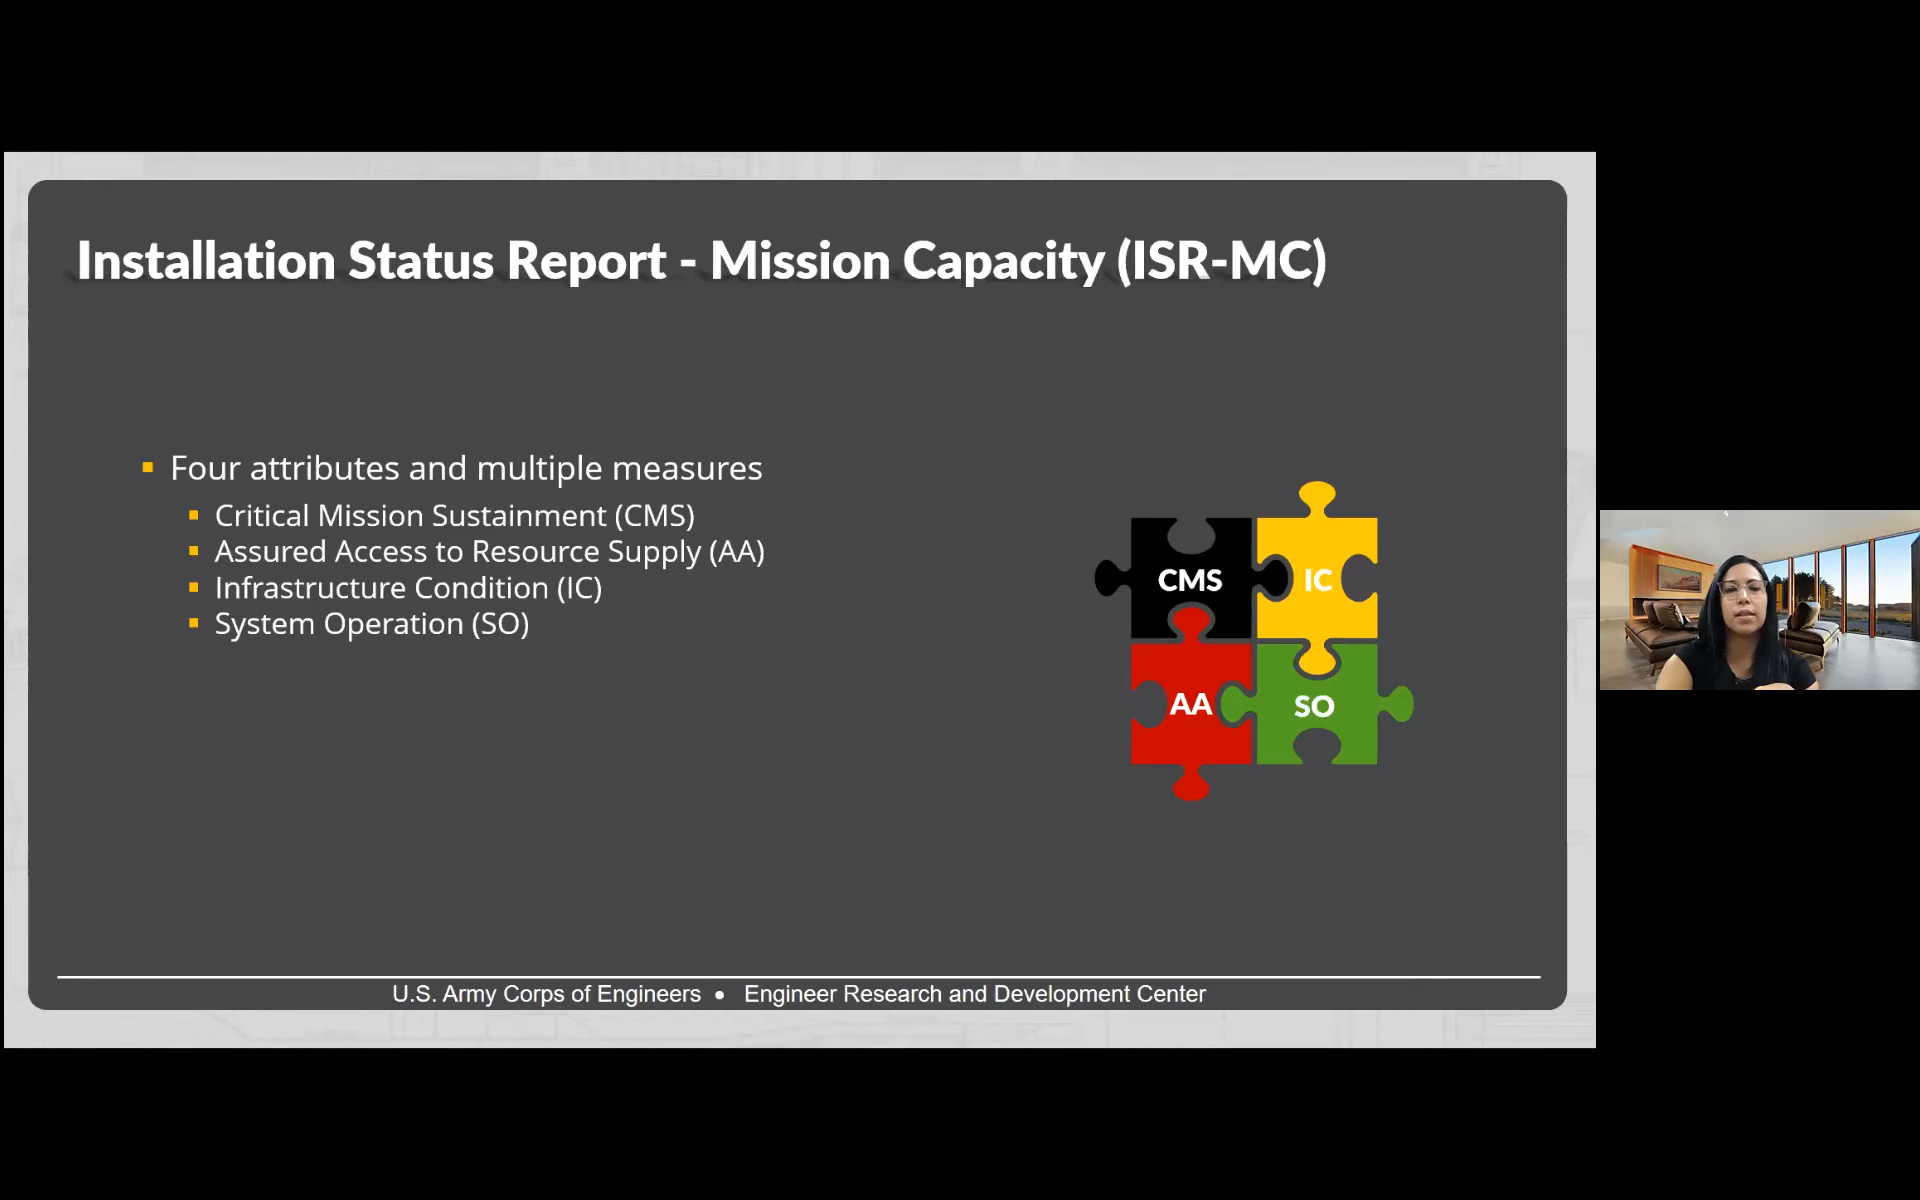 Installation Status Report - Mission Capacity (ISR-MC)
Four attributes and multiple measures
Critical Mission Sustainment (CMS)
Assured Access to Resource Supply (AA)
Infrastructure Condition (IC)
System Operation (SO)
CMS
IC
AA
SO
U.S. Army Corps of Engineers • Engineer Research and Development Center